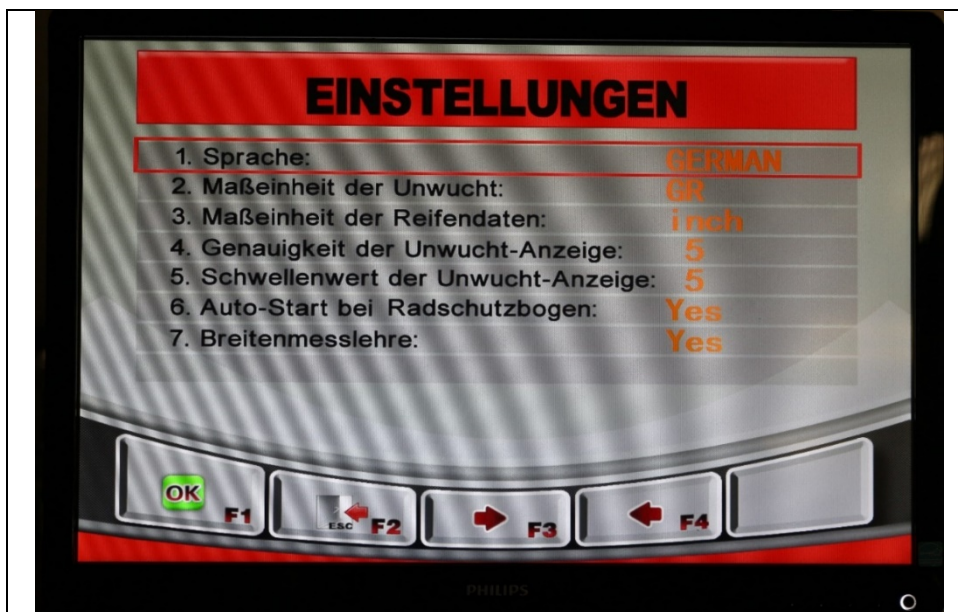 EINSTELLUNGEN
1. Sprache: GERMAN
2. Maßeinheit der Unwucht: GR
3. Maßeinheit der Reifendaten: inch
4. Genauigkeit der Unwucht-Anzeige: 5
5. Schwellenwert der Unwucht-Anzeige: 5
6. Auto-Start bei Radschutzbogen: Yes
7. Breitenmesslehre: Yes
OK F1 ESC F2 F3 F4
PHILIPS